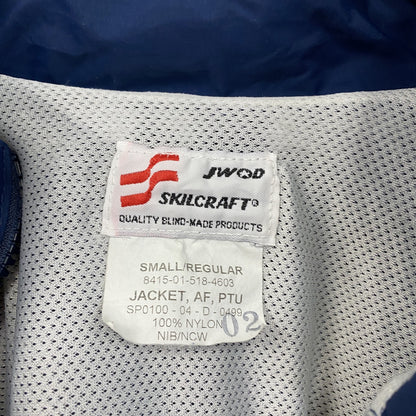 JWOD
SKILCRAFT®
QUALITY BLIND-MADE PRODUCTS
SMALL/REGULAR
8415-01-518-4603
JACKET, AF, PTU
SP0100 - 04 - D - 0499
100% NYLON 02
NIB/NCW